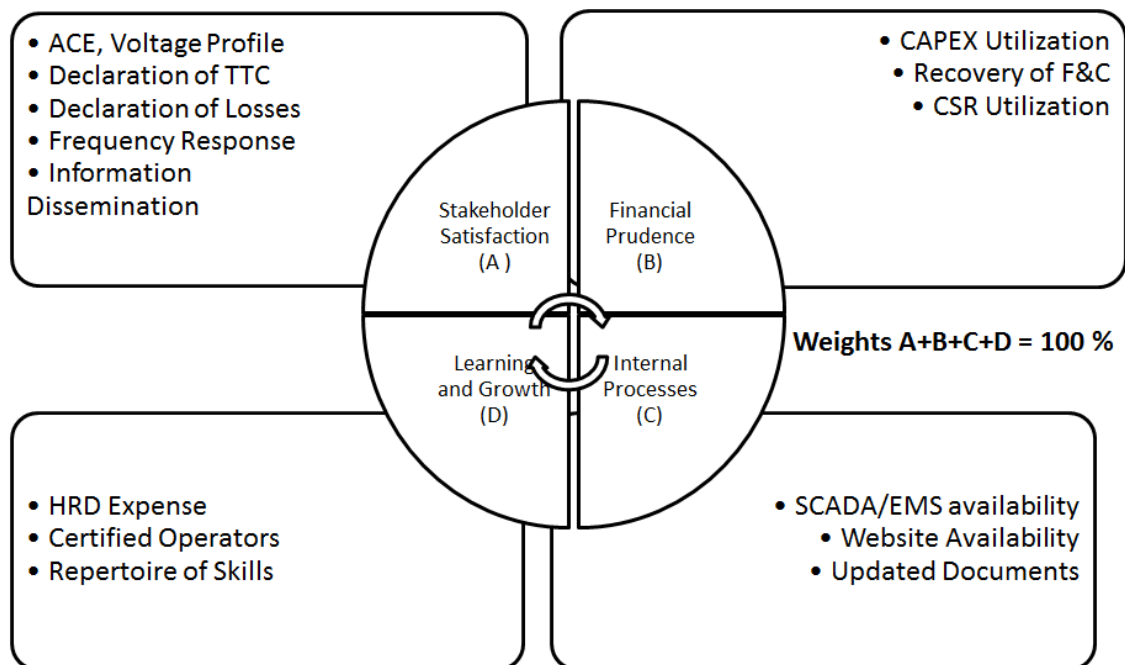 • ACE, Voltage Profile
• Declaration of TTC
• Declaration of Losses
• Frequency Response
• Information
Dissemination
• CAPEX Utilization
• Recovery of F&C
• CSR Utilization
Stakeholder
Satisfaction
(A )
Financial
Prudence
(B)
Weights A+B+C+D = 100 %
Learning
and Growth
(D)
Internal
Processes
(C)
• HRD Expense
• Certified Operators
• Repertoire of Skills
• SCADA/EMS availability
• Website Availability
• Updated Documents